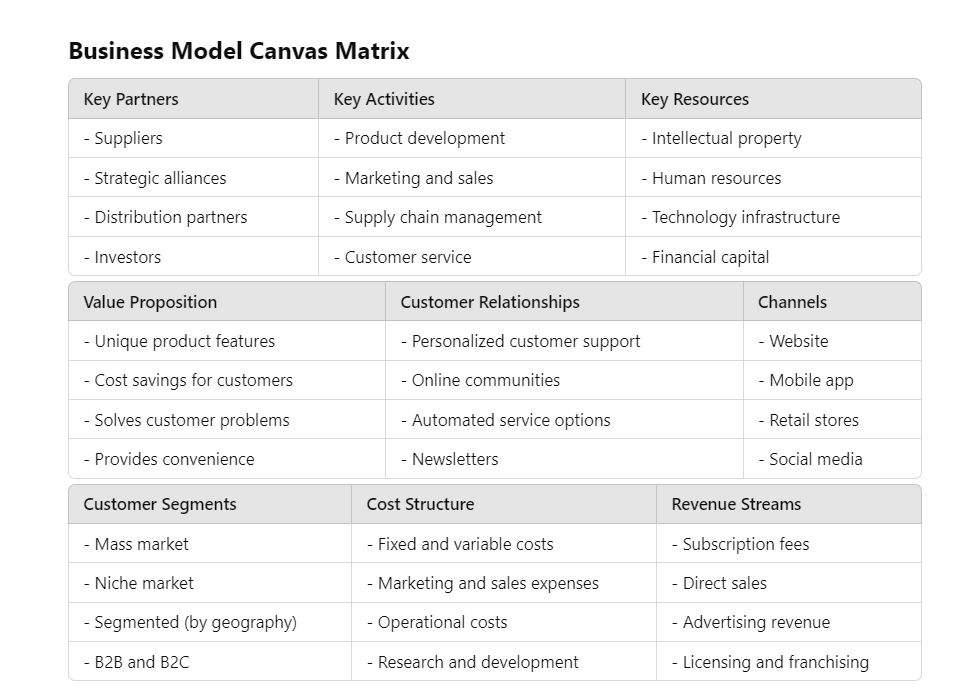 Business Model Canvas Matrix
Key Partners Key Activities Key Resources
- Suppliers - Product development - Intellectual property
- Strategic alliances - Marketing and sales - Human resources
- Distribution partners - Supply chain management - Technology infrastructure
- Investors - Customer service - Financial capital
Value Proposition Customer Relationships Channels
- Unique product features - Personalized customer support - Website
- Cost savings for customers - Online communities - Mobile app
- Solves customer problems - Automated service options - Retail stores
- Provides convenience - Newsletters - Social media
Customer Segments Cost Structure Revenue Streams
- Mass market - Fixed and variable costs - Subscription fees
- Niche market - Marketing and sales expenses - Direct sales
- Segmented (by geography) - Operational costs - Advertising revenue
- B2B and B2C - Research and development - Licensing and franchising